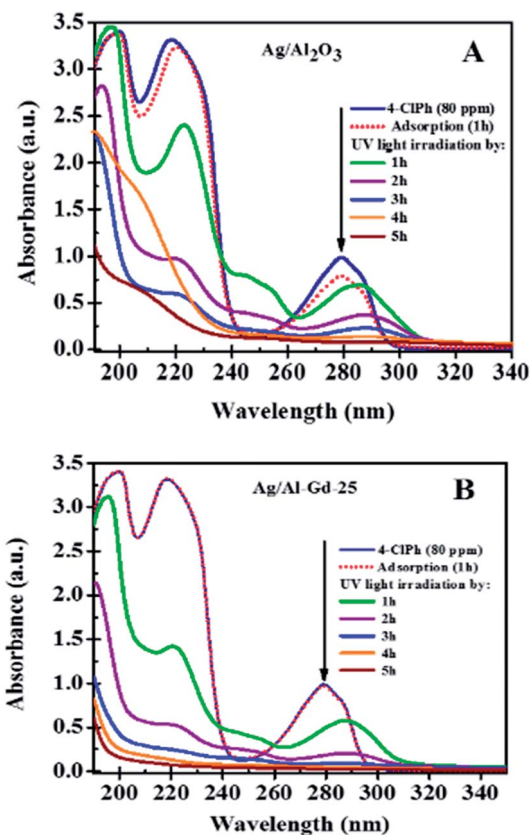 3.5
Ag/Al2O3
A
3.0
4-ClPh (80 ppm)
2.5
Adsorption (1h)
UV light irradiation by:
2.0
1h
2h
1.5
3h
4h
1.0
5h
0.5
0.0
Absorbance (a.u.)
200 220 240 260 280 300 320 340
Wavelength (nm)
3.5
Ag/Al-Gd-25
B
3.0
4-ClPh (80 ppm)
2.5
Adsorption (1h)
UV light irradiation by:
2.0
1h
2h
1.5
3h
4h
1.0
5h
0.5
0.0
Absorbance (a.u.)
200 220 240 260 280 300 320 340
Wavelength (nm)